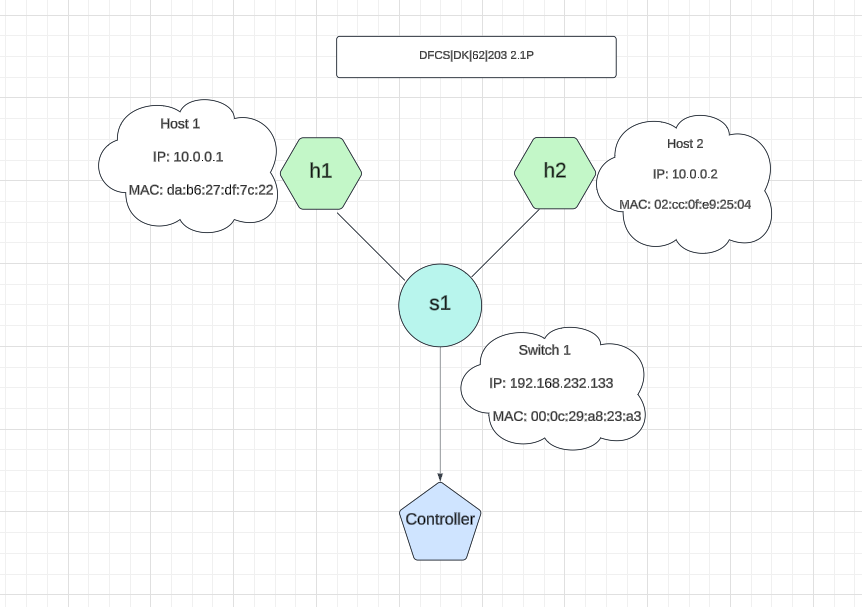 DFCS|DK|62|203 2.1P
Host 1
IP: 10.0.0.1
MAC: da:b6:27:df:7c:22
h1
h2
Host 2
IP: 10.0.0.2
MAC: 02:cc:0f:e9:25:04
s1
Switch 1
IP: 192.168.232.133
MAC: 00:0c:29:a8:23:a3
Controller